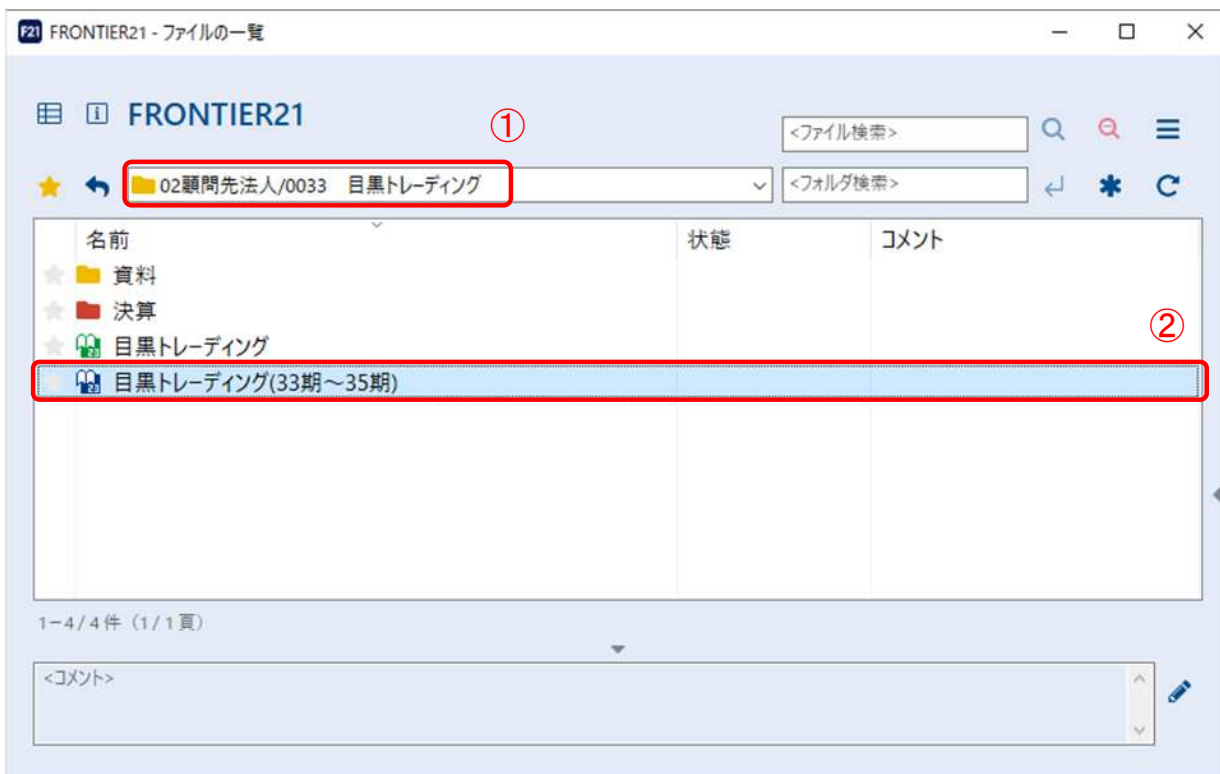 F21 FRONTIER21 - ファイルの一覧
FRONTIER21
①
<ファイル検索>
02顧問先法人/0033　目黒トレーディング
<フォルダ検索>
名前 状態 コメント
資料
決算
②
23 目黒トレーディング
23 目黒トレーディング(33期～35期)
1-4/4件（1/1頁）
<コメント>